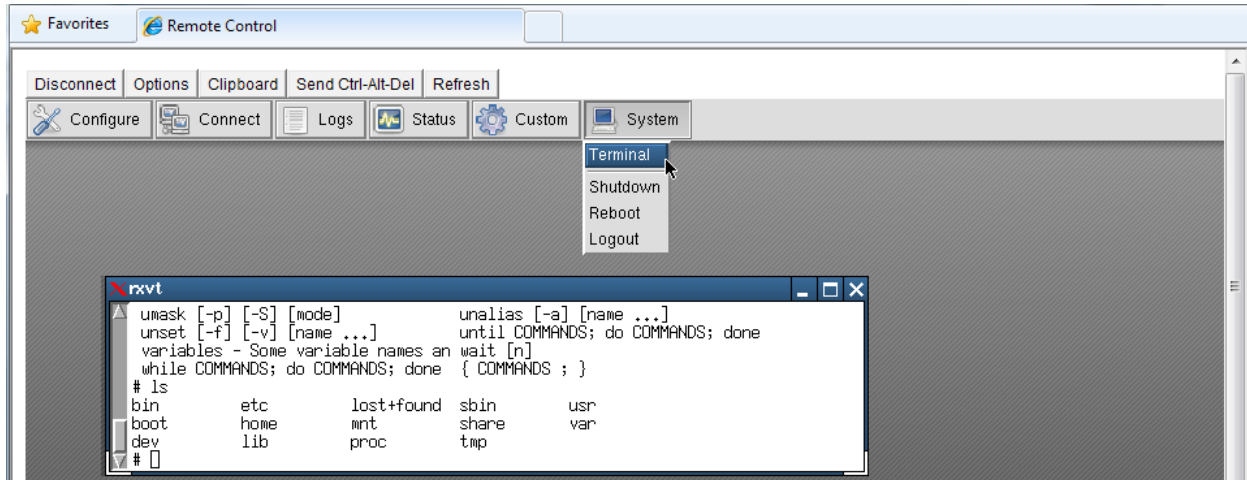 Favorites Remote Control
Disconnect Options Clipboard Send Ctrl-Alt-Del Refresh
Configure Connect Logs Status Custom System
Terminal
Shutdown
Reboot
Logout
rxvt
umask [-p] [-S] [mode] unalias [-a] [name ...]
unset [-f] [-v] [name ...] until COMMANDS; do COMMANDS; done
variables - Some variable names an wait [n]
while COMMANDS; do COMMANDS; done { COMMANDS ; }
# ls
bin etc lost+found sbin usr
boot home mnt share var
dev lib proc tmp
#